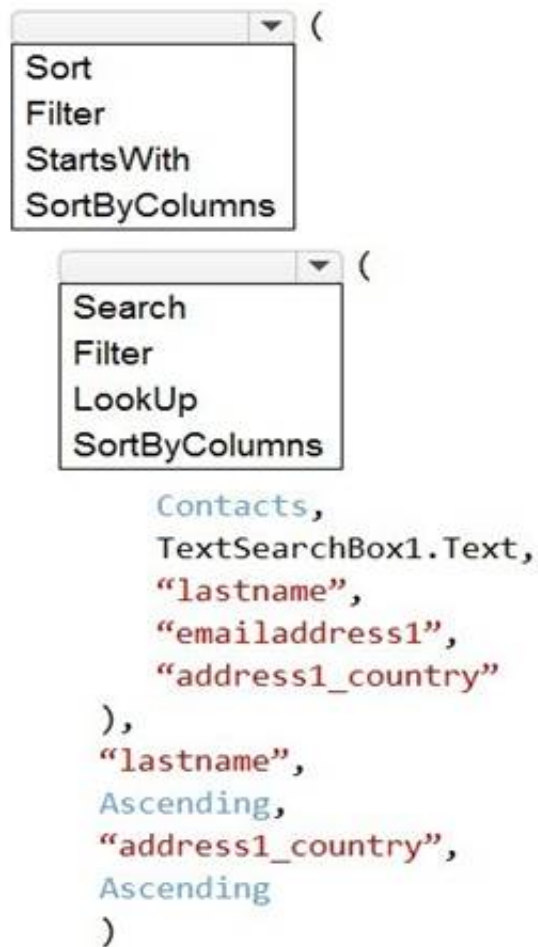 (
Sort
Filter
StartsWith
SortByColumns
(
Search
Filter
LookUp
SortByColumns
Contacts,
TextSearchBox1.Text,
“lastname”,
“emailaddress1”,
“address1_country”
),
“lastname”,
Ascending,
“address1_country”,
Ascending
)